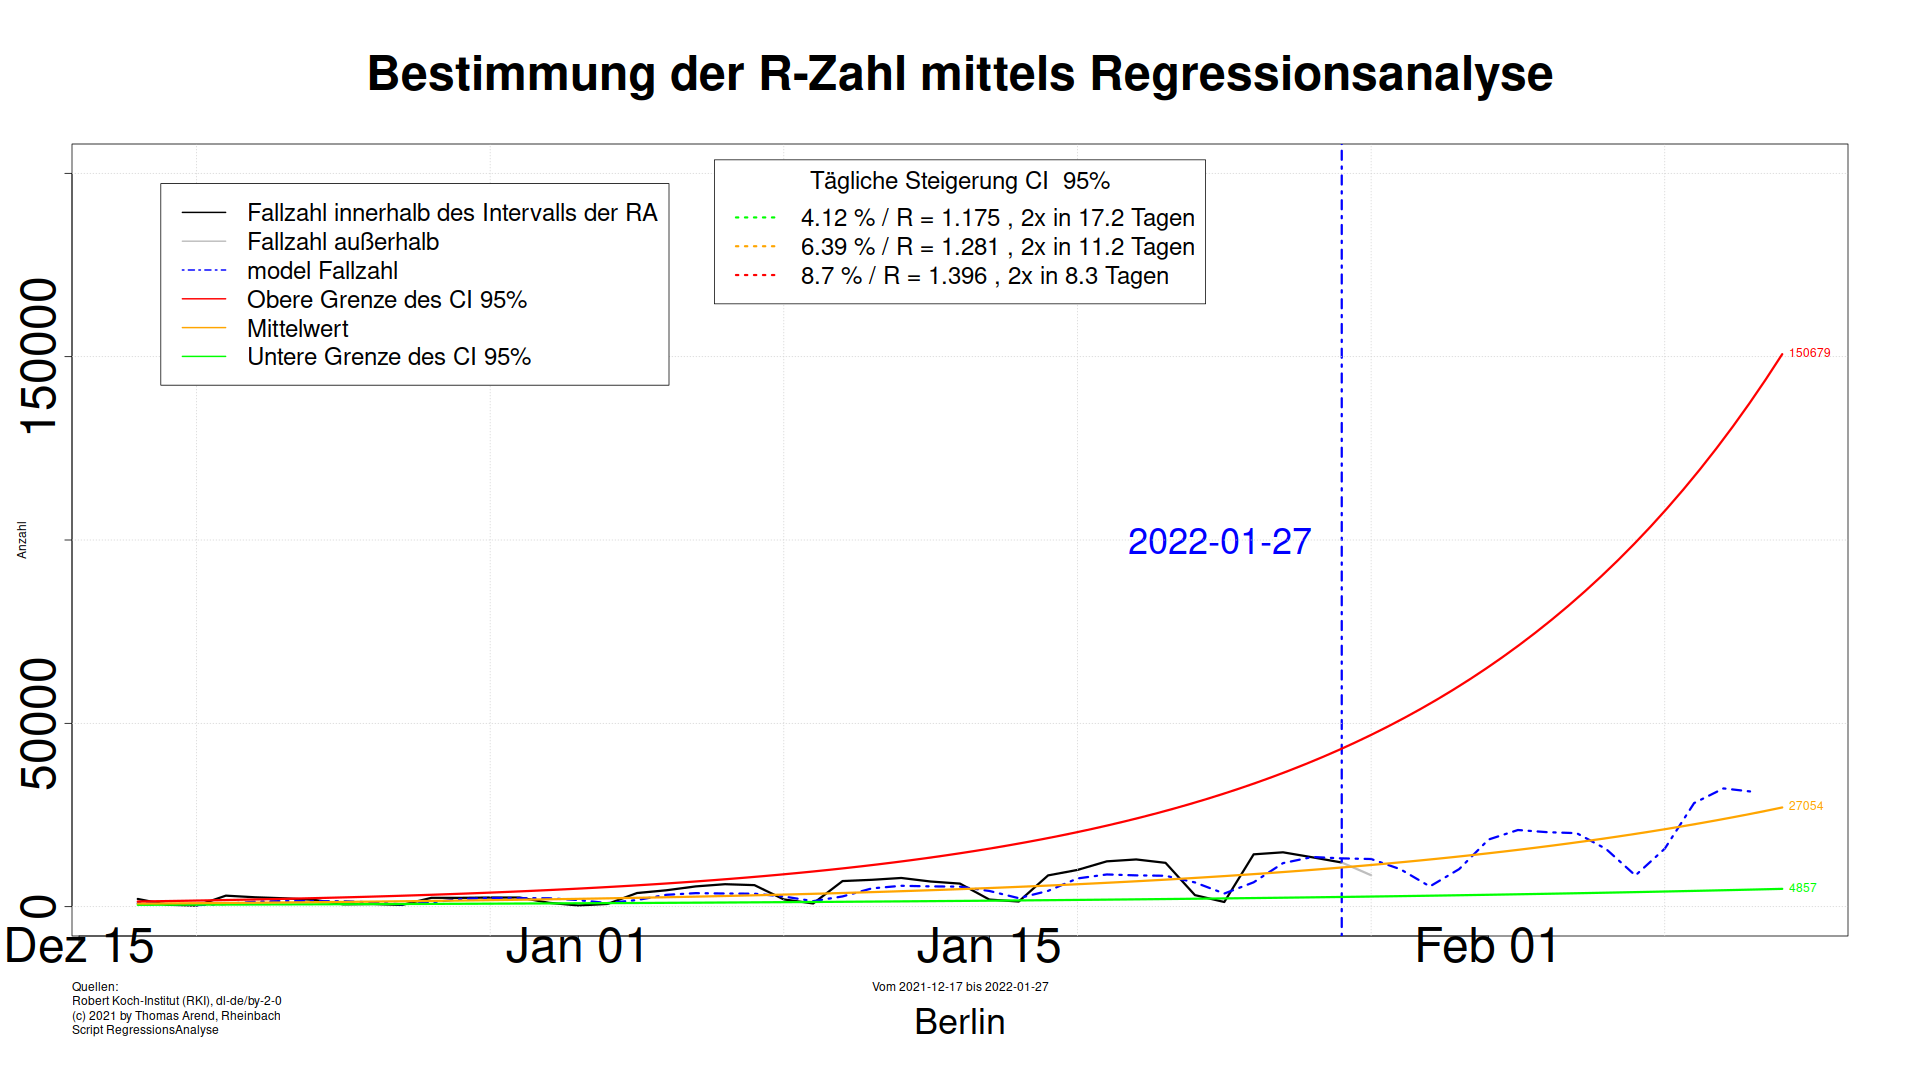 Bestimmung der R-Zahl mittels Regressionsanalyse
Fallzahl innerhalb des Intervalls der RA
Fallzahl außerhalb
model Fallzahl
Obere Grenze des CI 95%
Mittelwert
Untere Grenze des CI 95%
Tägliche Steigerung CI  95%
4.12 % / R = 1.175 , 2x in 17.2 Tagen
6.39 % / R = 1.281 , 2x in 11.2 Tagen
8.7 % / R = 1.396 , 2x in 8.3 Tagen
150000
50000
0
Anzahl
2022-01-27
150679
27054
4857
Dez 15
Jan 01
Jan 15
Feb 01
Quellen:
Robert Koch-Institut (RKI), dl-de/by-2-0
(c) 2021 by Thomas Arend, Rheinbach
Script RegressionsAnalyse
Vom 2021-12-17 bis 2022-01-27
Berlin